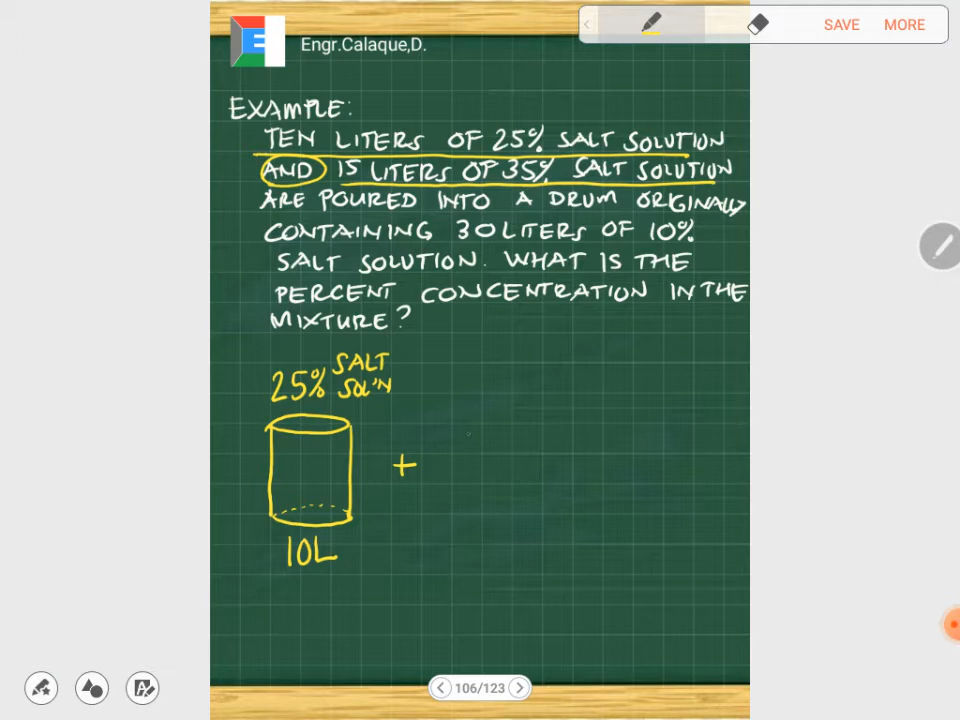 SAVE
MORE
E
Engr.Calaque,D.
EXAMPLE:
TEN LITERS OF 25% SALT SOLUTION
AND 15 LITERS OF 35% SALT SOLUTION
ARE POURED INTO A DRUM ORIGINALLY
CONTAINING 30 LITERS OF 10%
SALT SOLUTION. WHAT IS THE
PERCENT CONCENTRATION IN THE
MIXTURE?
25% SALT
SOL'N
+
10L
106/123